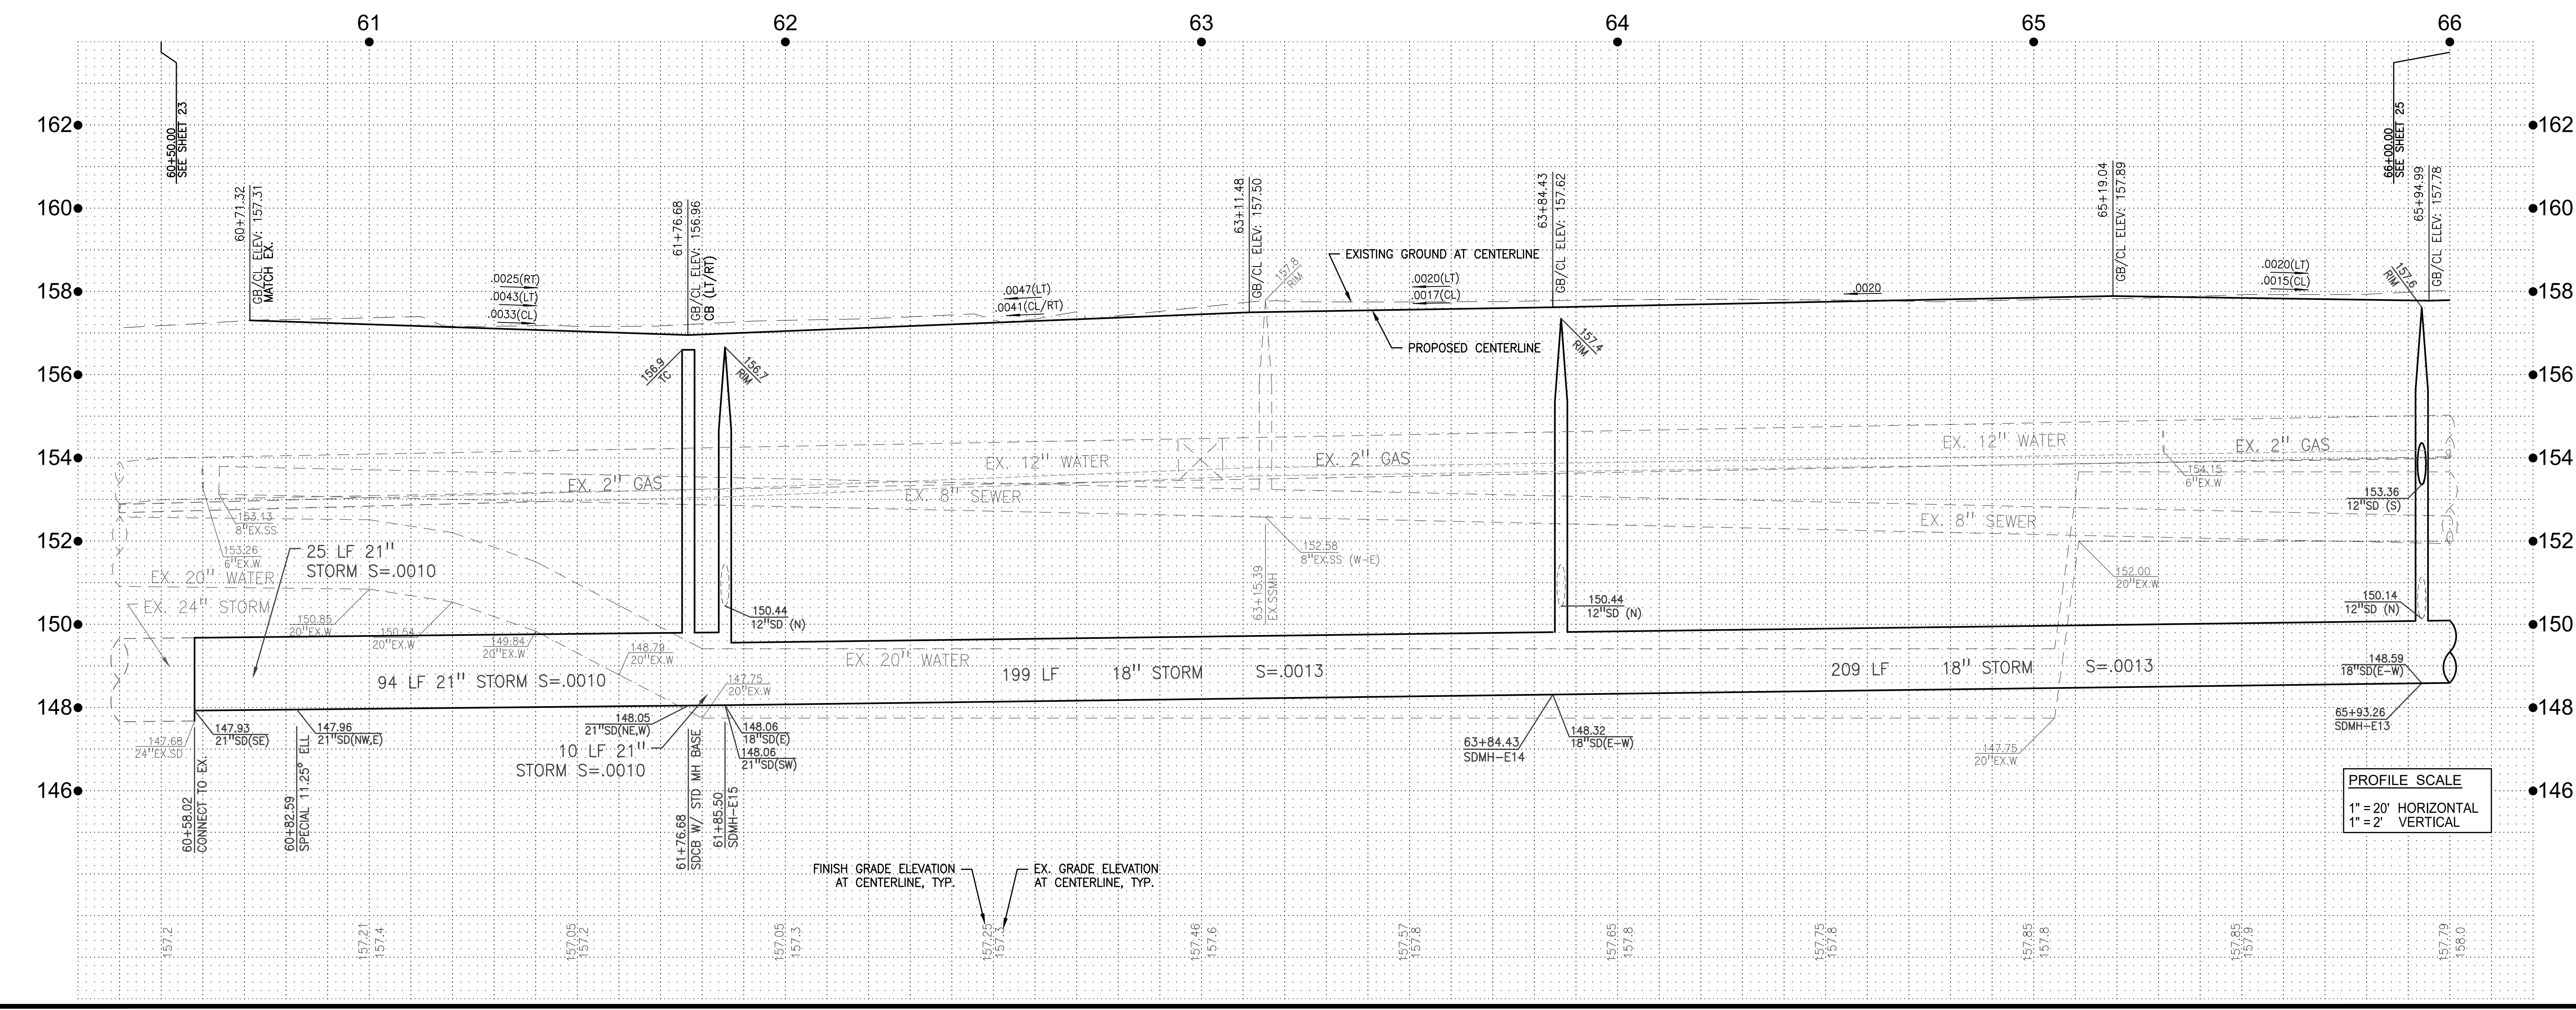 61
62
63
64
65
66
162
160
158
156
154
152
150
148
146
162
160
158
156
154
152
150
148
146
60+50.00
SEE SHEET 23
60+71.32
GB/CL ELEV: 157.31
MATCH EX.
61+76.68
GB/CL ELEV: 156.96
CB (LT/RT)
63+11.48
GB/CL ELEV: 157.50
157.8
RIM
63+84.43
GB/CL ELEV: 157.62
65+19.04
GB/CL ELEV: 157.89
66+00.00
SEE SHEET 25
65+94.99
GB/CL ELEV: 157.78
157.6
RIM
.0025(RT)
.0043(LT)
.0033(CL)
.0047(LT)
.0041(CL/RT)
EXISTING GROUND AT CENTERLINE
.0020(LT)
.0017(CL)
.0020
.0020(LT)
.0015(CL)
PROPOSED CENTERLINE
156.9
TC
156.7
RIM
157.4
RIM
EX. 2" GAS
EX. 12" WATER
EX. 8" SEWER
EX. 2" GAS
EX. 12" WATER
EX. 2" GAS
EX. 8" SEWER
154.15
6"EX.W
153.36
12"SD (S)
153.13
8"EX.SS
153.26
6"EX.W
25 LF 21"
STORM S=.0010
EX. 20" WATER
EX. 24" STORM
150.85
20"EX.W
150.54
20"EX.W
149.84
20"EX.W
148.79
20"EX.W
150.44
12"SD (N)
152.58
8"EX.SS (W-E)
63+15.39
EX.SSMH
150.44
12"SD (N)
152.00
20"EX.W
150.14
12"SD (N)
94 LF 21" STORM S=.0010
147.75
20"EX.W
EX. 20" WATER
199 LF 18" STORM S=.0013
209 LF 18" STORM S=.0013
148.59
18"SD(E-W)
147.68
24"EX.SD
147.93
21"SD(SE)
147.96
21"SD(NW,E)
148.05
21"SD(NE,W)
10 LF 21"
STORM S=.0010
148.06
18"SD(E)
148.06
21"SD(SW)
63+84.43
SDMH-E14
148.32
18"SD(E-W)
147.75
20"EX.W
65+93.26
SDMH-E13
60+58.02
CONNECT TO EX.
60+82.59
SPECIAL 11.25° ELL
61+76.68
SDCB W/ STD MH BASE
61+85.50
SDMH-E15
PROFILE SCALE
1" = 20' HORIZONTAL
1" = 2' VERTICAL
FINISH GRADE ELEVATION
AT CENTERLINE, TYP.
EX. GRADE ELEVATION
AT CENTERLINE, TYP.
157.2
157.21
157.4
157.05
157.2
157.05
157.3
157.25
157.3
157.46
157.6
157.57
157.8
157.65
157.8
157.75
157.8
157.85
157.8
157.85
157.9
157.79
158.0